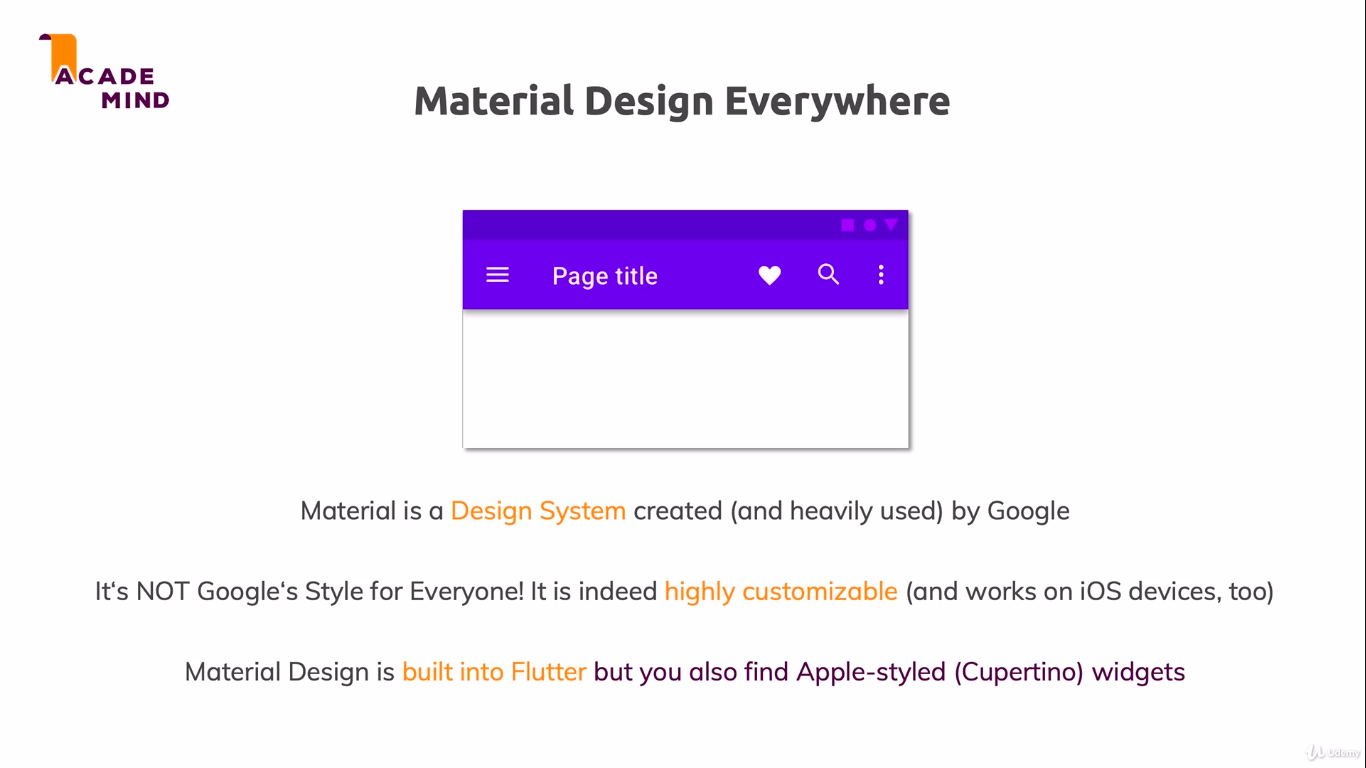 ACADE
MIND
Material Design Everywhere
Page title
Material is a Design System created (and heavily used) by Google
It‘s NOT Google‘s Style for Everyone! It is indeed highly customizable (and works on iOS devices, too)
Material Design is built into Flutter but you also find Apple-styled (Cupertino) widgets
Udemy